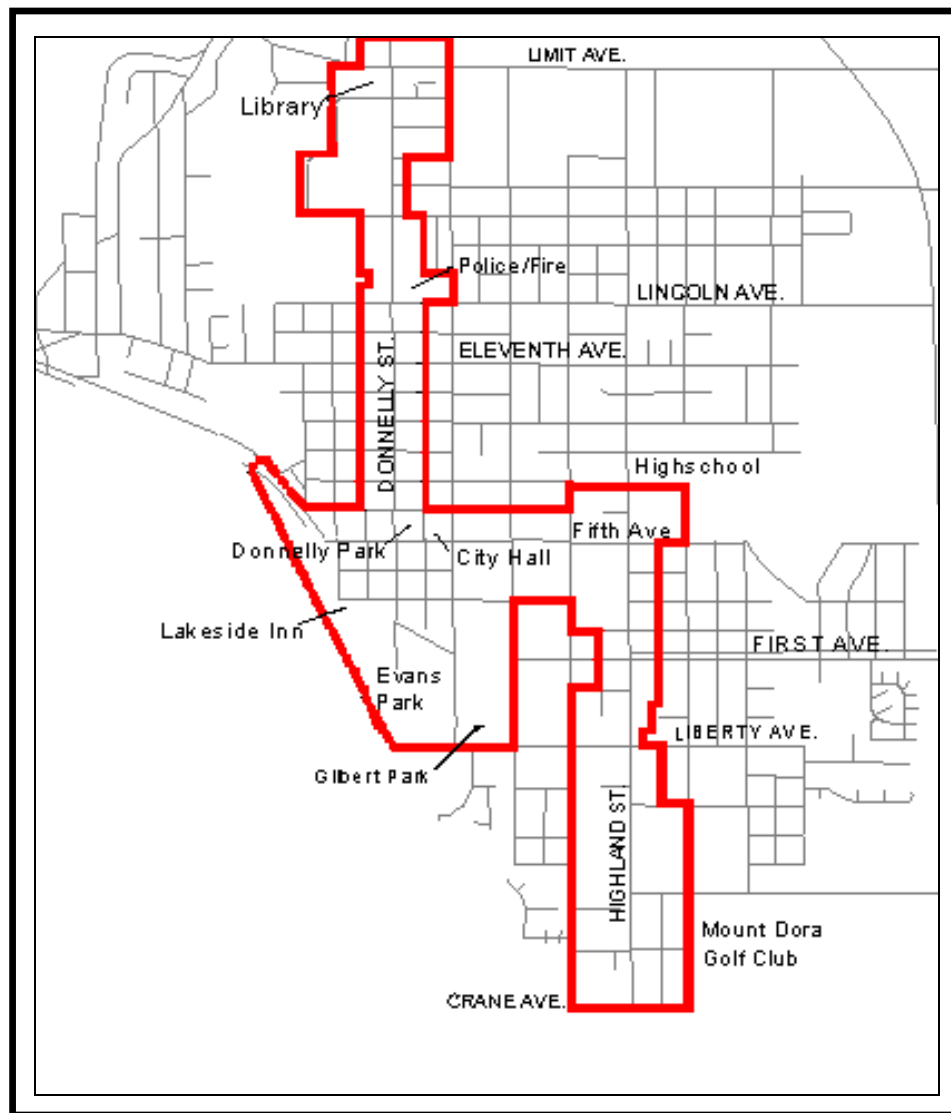 LIMIT AVE.
Library
Police/Fire
LINCOLN AVE.
ELEVENTH AVE.
DONNELLY ST.
Highschool
Fifth Ave
Donnelly Park
City Hall
Lakeside Inn
FIRST AVE.
Evans
Park
LIBERTY AVE.
Gilbert Park
HIGHLAND ST.
Mount Dora
Golf Club
CRANE AVE.